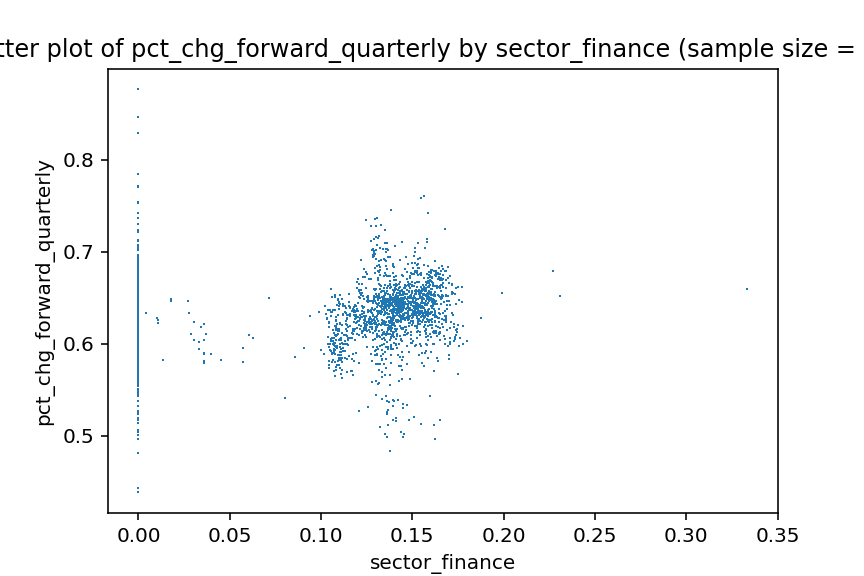 tter plot of pct_chg_forward_quarterly by sector_finance (sample size =
pct_chg_forward_quarterly
0.8
0.7
0.6
0.5
0.00 0.05 0.10 0.15 0.20 0.25 0.30 0.35
sector_finance